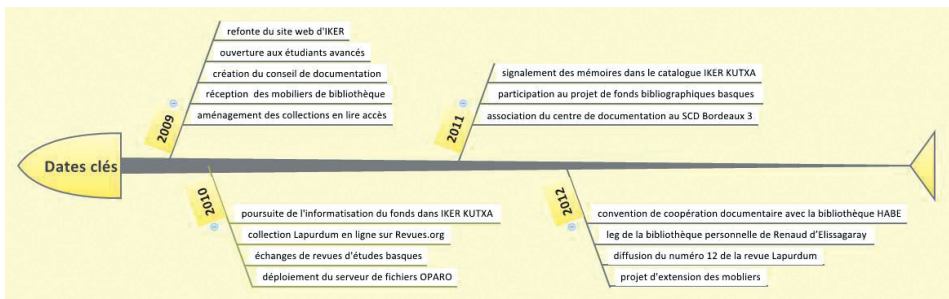 Dates clés
2009
refonte du site web d'IKER
ouverture aux étudiants avancés
création du conseil de documentation
réception des mobiliers de bibliothèque
aménagement des collections en lire accès
2010
poursuite de l'informatisation du fonds dans IKER KUTXA
collection Lapurdum en ligne sur Revues.org
échanges de revues d'études basques
déploiement du serveur de fichiers OPARO
2011
signalement des mémoires dans le catalogue IKER KUTXA
participation au projet de fonds bibliographiques basques
association du centre de documentation au SCD Bordeaux 3
2012
convention de coopération documentaire avec la bibliothèque HABE
leg de la bibliothèque personnelle de Renaud d'Elissagaray
diffusion du numéro 12 de la revue Lapurdum
projet d'extension des mobliers